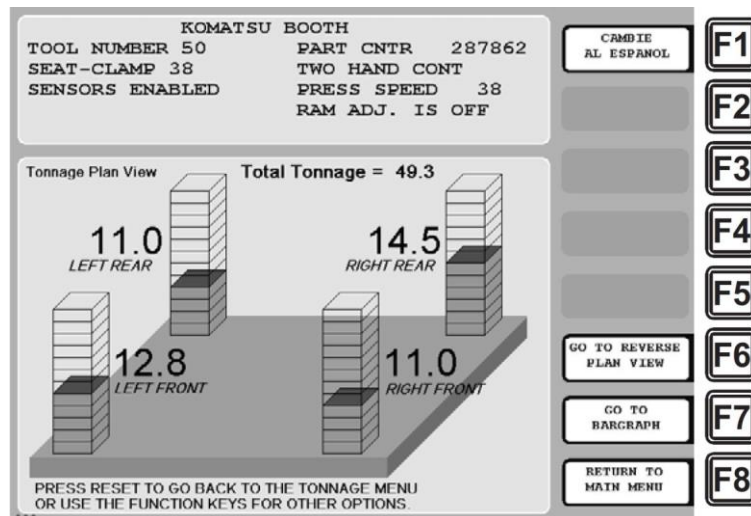 KOMATSU BOOTH
TOOL NUMBER 50 PART CNTR 287862
SEAT-CLAMP 38 TWO HAND CONT
SENSORS ENABLED PRESS SPEED 38
RAM ADJ. IS OFF
Tonnage Plan View Total Tonnage = 49.3
11.0
LEFT REAR
14.5
RIGHT REAR
12.8
LEFT FRONT
11.0
RIGHT FRONT
PRESS RESET TO GO BACK TO THE TONNAGE MENU
OR USE THE FUNCTION KEYS FOR OTHER OPTIONS.
CAMBIE
AL ESPANOL
F1
F2
F3
F4
F5
GO TO REVERSE
PLAN VIEW
F6
GO TO
BARGRAPH
F7
RETURN TO
MAIN MENU
F8